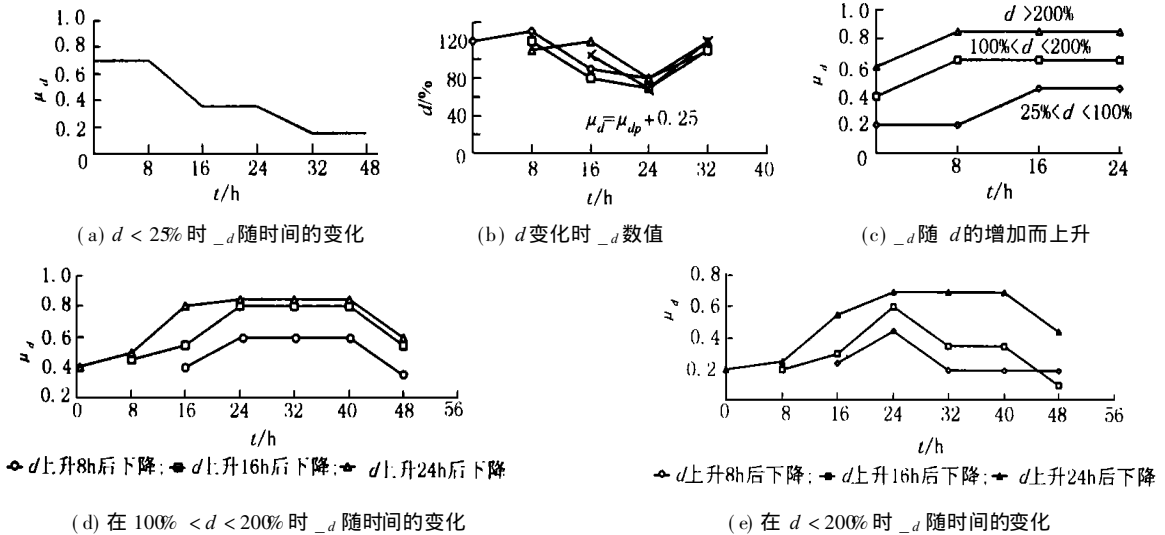 1.0
0.8
0.6
0.4
0.2
0
μd
8
16
24
32
48
t/h
(a) d < 25% 时 _d 随时间的变化
120
80
40
0
d/%
μd=μdp+0.25
8
16
24
32
40
t/h
(b) d变化时 _d 数值
1.0
0.8
0.6
0.4
0.2
0
μd
d >200%
100%< d <200%
25%< d <100%
8
16
24
t/h
(c) _d 随 d的增加而上升
1.0
0.8
0.6
0.4
0.2
μd
0
8
16
24
32
40
48
56
t/h
d上升8h后下降; d上升16h后下降; d上升24h后下降
(d) 在 100% < d < 200% 时 _d 随时间的变化
0.8
0.6
0.4
0.2
μd
0
8
16
24
32
40
48
56
t/h
d上升8h后下降; d上升16h后下降; d上升24h后下降
(e) 在 d < 200% 时 _d 随时间的变化